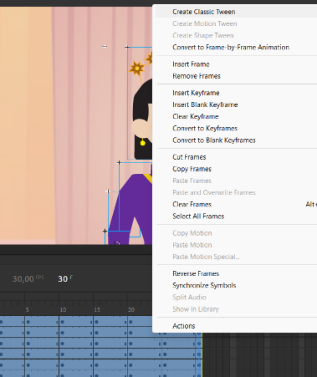 Create Classic Tween
Create Motion Tween
Create Shape Tween
Convert to Frame-by-Frame Animation
Insert Frame
Remove Frames
Insert Keyframe
Insert Blank Keyframe
Clear Keyframe
Convert to Keyframes
Convert to Blank Keyframes
Cut Frames
Copy Frames
Paste Frames
Paste and Overwrite Frames
Clear Frames Alt+
Select All Frames
Copy Motion
Paste Motion
Paste Motion Special...
Reverse Frames
Synchronize Symbols
Split Audio
Show in Library
Actions
30,00 FPS 30 F
5 10 15 20